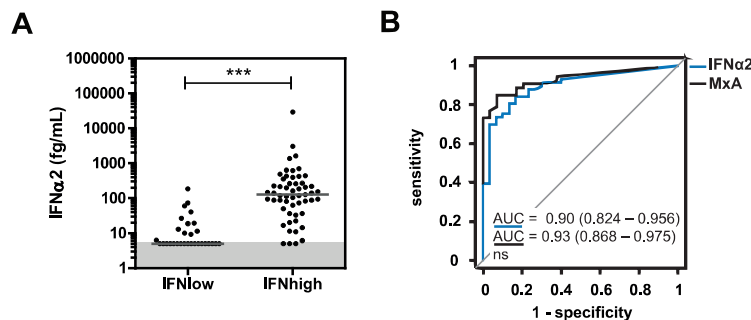 A
IFNα2 (fg/mL)
1000000
100000
10000
1000
100
10
1
***
IFNlow
IFNhigh
B
sensitivity
1
0.8
0.6
0.4
0.2
0
IFNα2
MxA
AUC = 0.90 (0.824 – 0.956)
AUC = 0.93 (0.868 – 0.975)
ns
0 0.2 0.4 0.6 0.8 1
1 - specificity